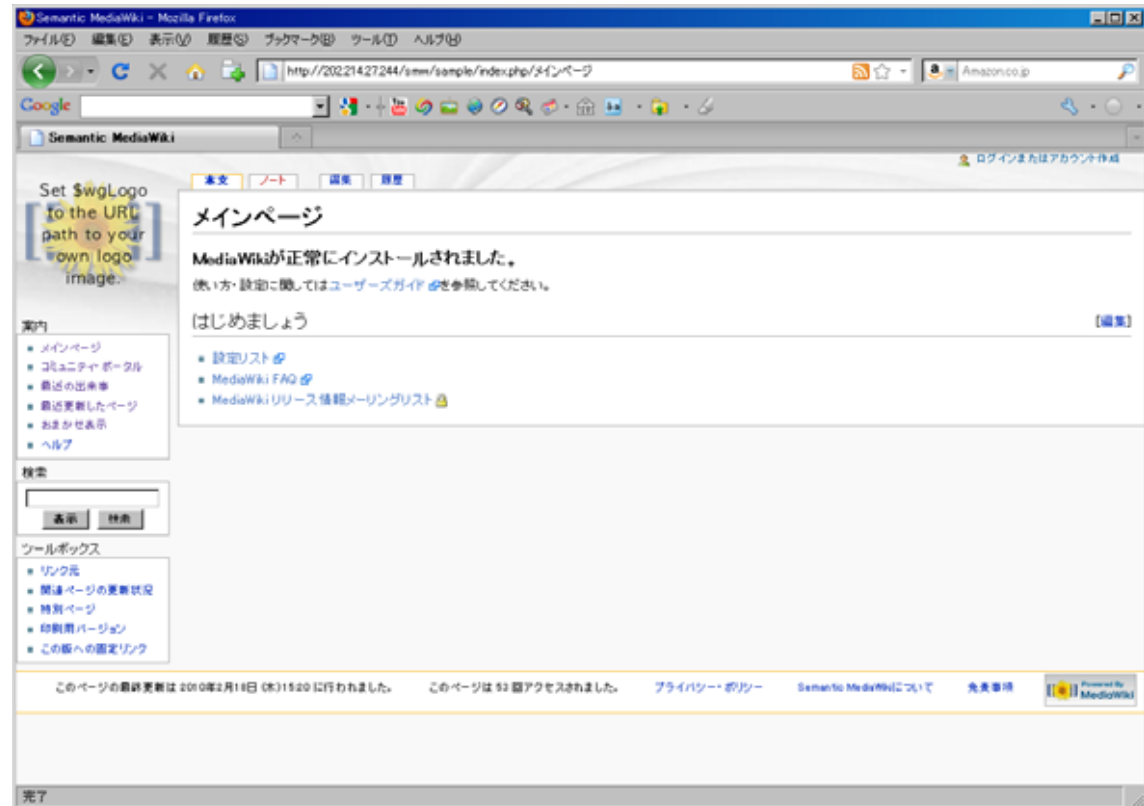 Semantic MediaWiki - Mozilla Firefox
ファイル(F) 編集(E) 表示(V) 履歴(S) ブックマーク(B) ツール(T) ヘルプ(H)
http://202.214.27.244/smw/sample/index.php/メインページ
Amazon.co.jp
Google
Semantic MediaWiki
ログインまたはアカウント作成
Set $wgLogo
to the URL
path to your
own logo
image.
本文 ノート 編集 履歴
メインページ
MediaWikiが正常にインストールされました。
使い方・設定に関してはユーザーズガイドを参照してください。
はじめましょう [編集]
設定リスト
MediaWiki FAQ
MediaWikiリリース情報メーリングリスト
案内
メインページ
コミュニティ・ポータル
最近の出来事
最近更新したページ
おまかせ表示
ヘルプ
検索
表示 検索
ツールボックス
リンク元
関連ページの更新状況
特別ページ
印刷用バージョン
この版への固定リンク
このページの最終更新は 2010年2月18日 (木) 15:20 に行われました。 このページは 53 回アクセスされました。 プライバシー・ポリシー Semantic MediaWikiについて 免責事項 Powered By MediaWiki
完了